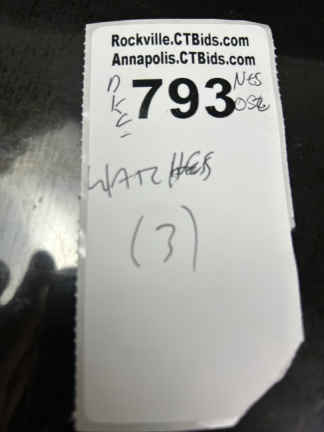 Rockville.CTBids.com
Annapolis.CTBids.com
793
WATCHES
(3)